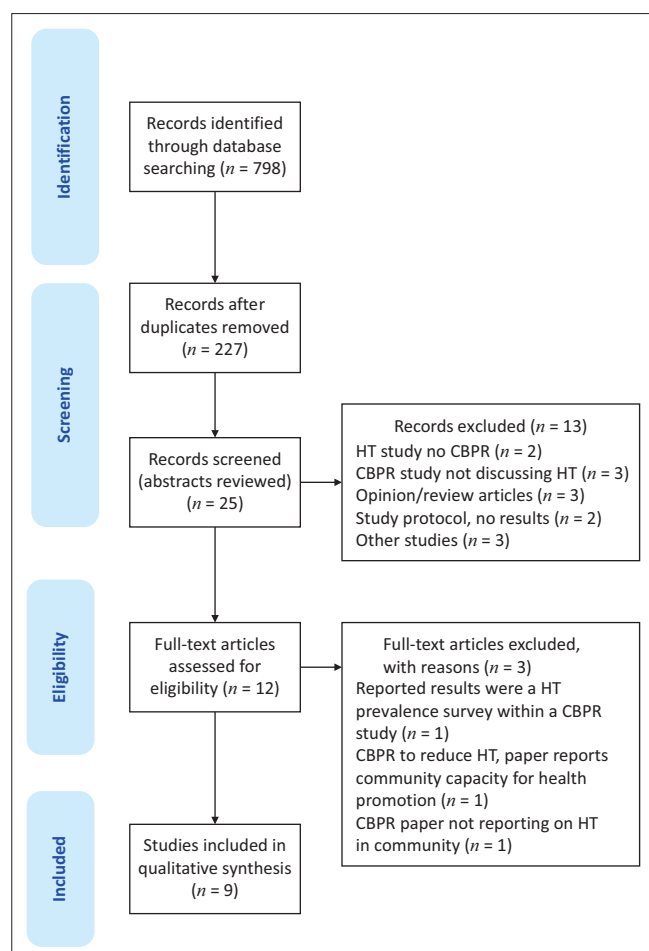 Identification
Records identified
through database
searching (n = 798)
Screening
Records after
duplicates removed
(n = 227)
Records screened
(abstracts reviewed)
n = 25)
Records excluded (n = 13)
HT study no CBPR (n = 2)
CBPR study not discussing HT (n = 3)
Opinion/review articles (n = 3)
Study protocol, no results (n = 2)
Other studies (n = 3)
Eligibility
Full-text articles
assessed for
eligibility (n = 12)
Full-text articles excluded,
with reasons (n = 3)
Reported results were a HT
prevalence survey within a CBPR
study (n = 1)
CBPR to reduce HT, paper reports
community capacity for health
promotion (n = 1)
CBPR paper not reporting on HT
in community (n = 1)
Included
Studies included in
qualitative synthesis
(n = 9)